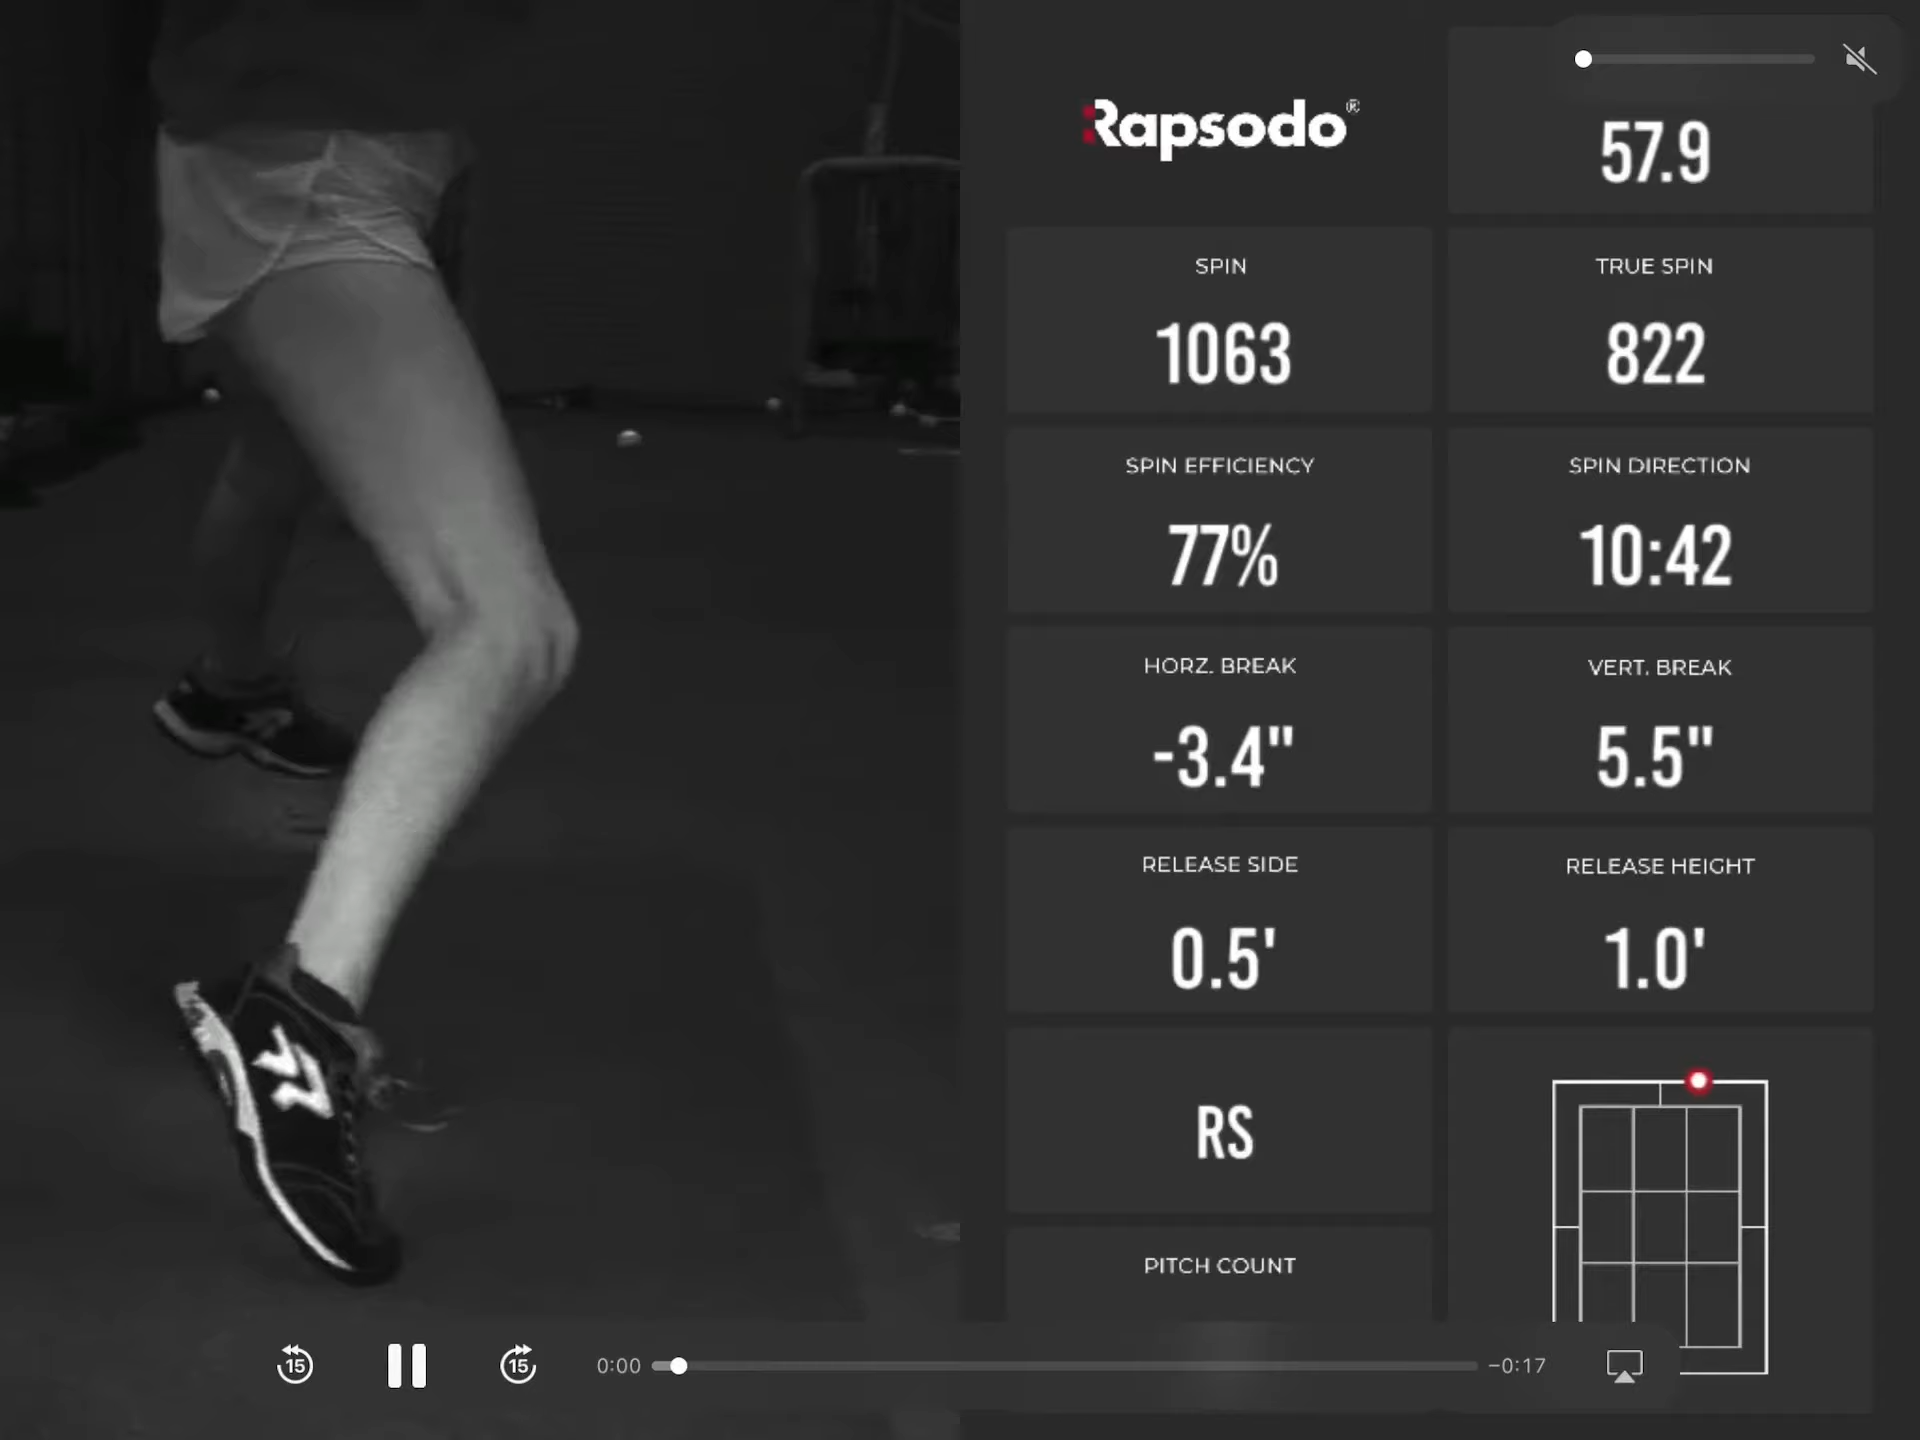 Rapsodo®
57.9
SPIN
1063
TRUE SPIN
822
SPIN EFFICIENCY
77%
SPIN DIRECTION
10:42
HORZ. BREAK
-3.4"
VERT. BREAK
5.5"
RELEASE SIDE
0.5'
RELEASE HEIGHT
1.0'
RS
PITCH COUNT
15
15
0:00
−0:17